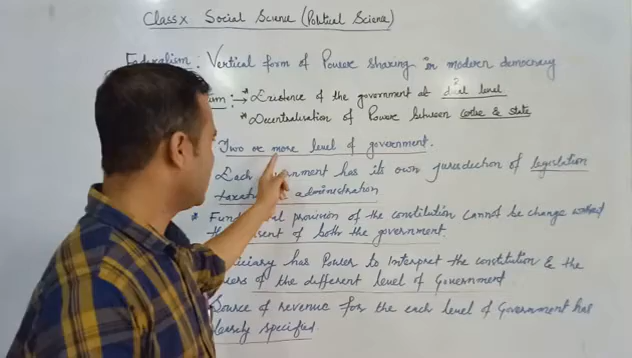 Class x Social Science (Political Science)
Federalism : Vertical form of Power sharing in modern democracy
→ * Existence of the government at dual level
* Decentralisation of Power between centre & state
Two or more level of government.
Each has its own jurisdiction of legislation
administration
* provision of the constitution cannot be change without
the of both the government.
has Power to Interpret the constitution & the
of the different level of Government
Source of revenue for the each level of Government has
specified.